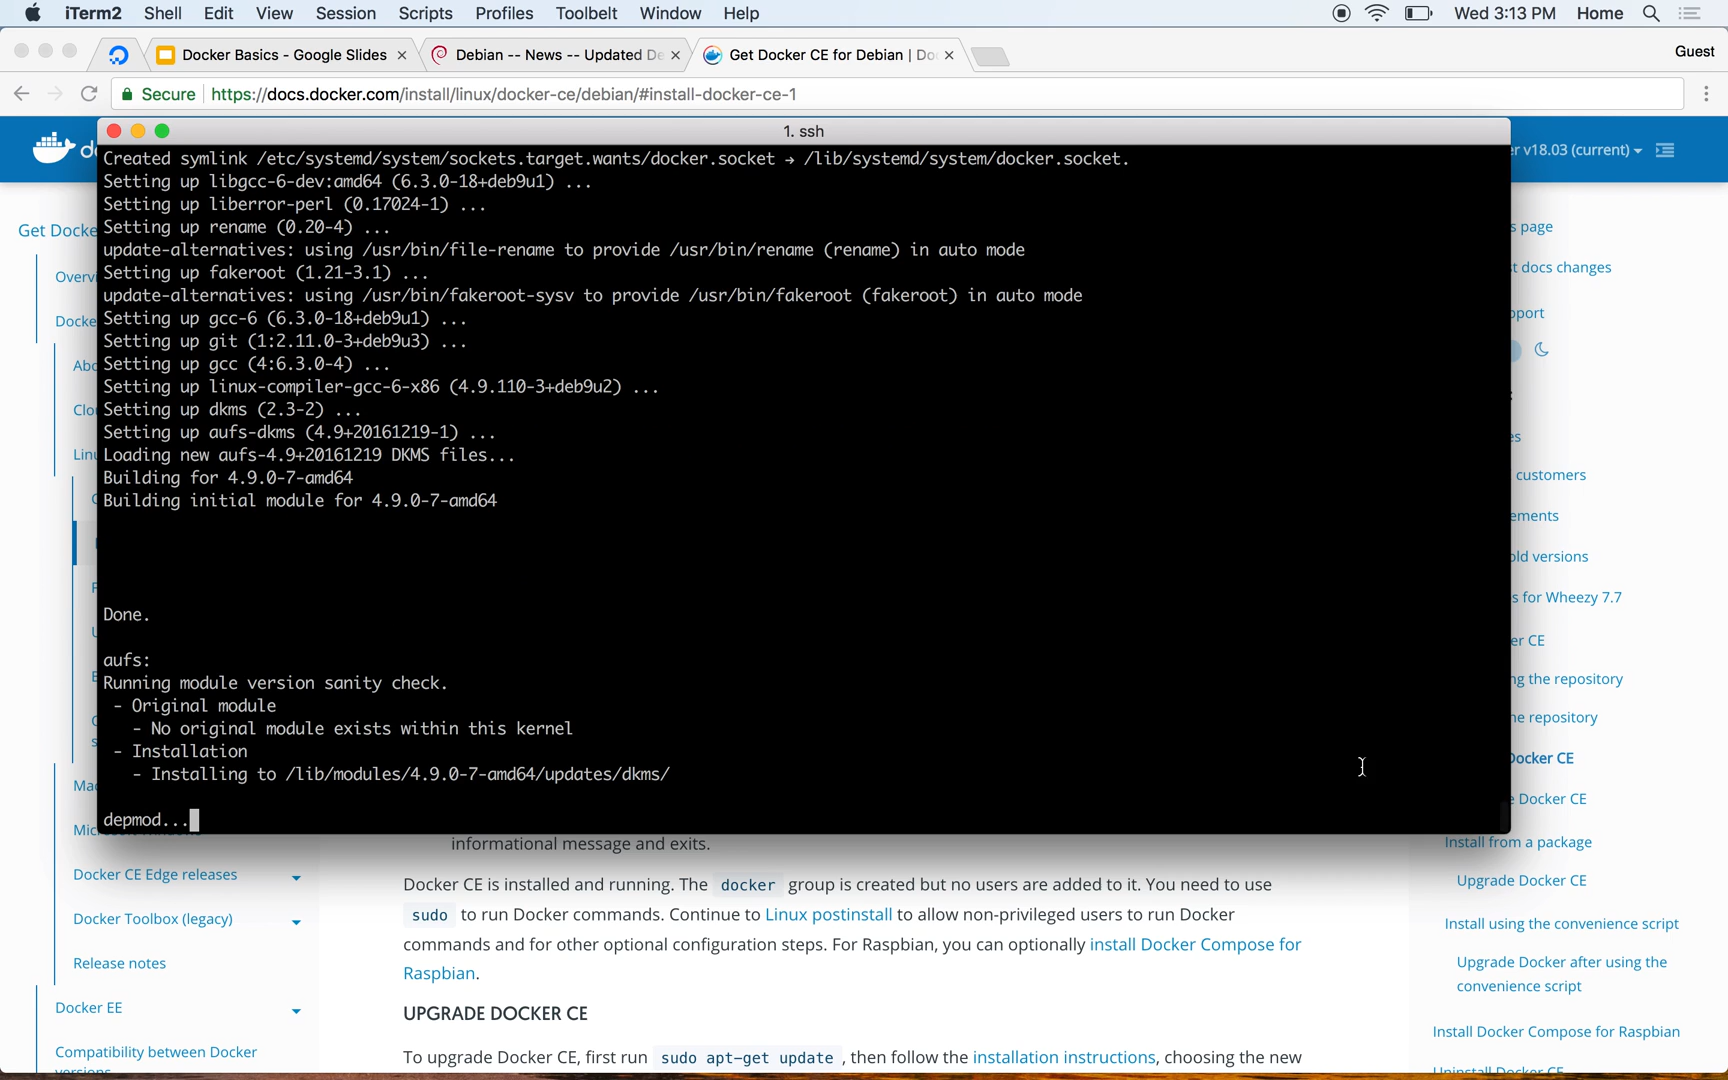 iTerm2 Shell Edit View Session Scripts Profiles Toolbelt Window Help Wed 3:13 PM Home
Docker Basics - Google Slides Debian -- News -- Updated De Get Docker CE for Debian | Do Guest
Secure https://docs.docker.com/install/linux/docker-ce/debian/#install-docker-ce-1
1. ssh
Created symlink /etc/systemd/system/sockets.target.wants/docker.socket → /lib/systemd/system/docker.socket.
Setting up libgcc-6-dev:amd64 (6.3.0-18+deb9u1) ...
Setting up liberror-perl (0.17024-1) ...
Setting up rename (0.20-4) ...
update-alternatives: using /usr/bin/file-rename to provide /usr/bin/rename (rename) in auto mode
Setting up fakeroot (1.21-3.1) ...
update-alternatives: using /usr/bin/fakeroot-sysv to provide /usr/bin/fakeroot (fakeroot) in auto mode
Setting up gcc-6 (6.3.0-18+deb9u1) ...
Setting up git (1:2.11.0-3+deb9u3) ...
Setting up gcc (4:6.3.0-4) ...
Setting up linux-compiler-gcc-6-x86 (4.9.110-3+deb9u2) ...
Setting up dkms (2.3-2) ...
Setting up aufs-dkms (4.9+20161219-1) ...
Loading new aufs-4.9+20161219 DKMS files...
Building for 4.9.0-7-amd64
Building initial module for 4.9.0-7-amd64
Done.
aufs:
Running module version sanity check.
- Original module
- No original module exists within this kernel
- Installation
- Installing to /lib/modules/4.9.0-7-amd64/updates/dkms/
depmod...
Get Docke
Overvi
Docke
Abo
Clo
Linu
Mac
Mic
Docker CE Edge releases
Docker Toolbox (legacy)
Release notes
Docker EE
Compatibility between Docker
versions
informational message and exits.
Docker CE is installed and running. The docker group is created but no users are added to it. You need to use
sudo to run Docker commands. Continue to Linux postinstall to allow non-privileged users to run Docker
commands and for other optional configuration steps. For Raspbian, you can optionally install Docker Compose for
Raspbian.
UPGRADE DOCKER CE
To upgrade Docker CE, first run sudo apt-get update , then follow the installation instructions, choosing the new
r v18.03 (current)
s page
t docs changes
port
es
customers
ements
old versions
s for Wheezy 7.7
er CE
ng the repository
he repository
Docker CE
e Docker CE
Install from a package
Upgrade Docker CE
Install using the convenience script
Upgrade Docker after using the
convenience script
Install Docker Compose for Raspbian
Uninstall Docker CE